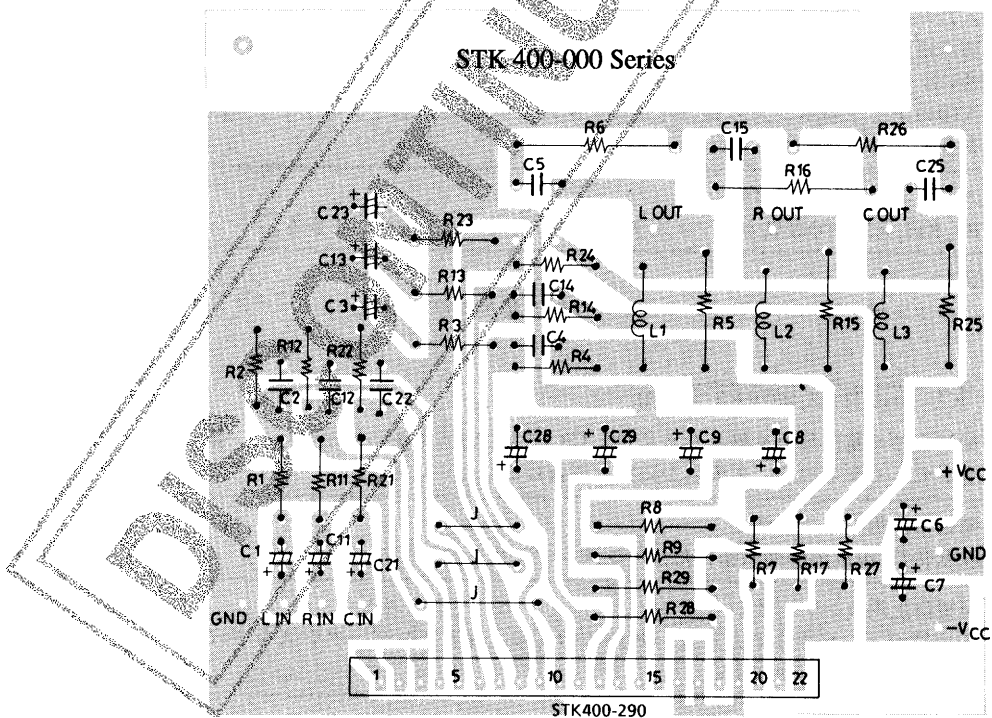 STK 400-000 Series
R6
C15
R26
C5
R16
C25
L OUT
R OUT
C OUT
C23
R23
+
C13
R24
R13
C14
+
C3
R14
R3
C4
R4
L1
R5
L2
R15
L3
R25
R2
R12
R22
C2
C12
C22
C28
+
+
C29
+
C9
C8
+
R1
R11
R21
+VCC
J
R8
+
C6
C1
+
C11
+
C21
+
J
R9
R7
R17
R27
GND
J
R29
+
C7
R28
GND
L IN
R IN
C IN
-VCC
1 5 10 15 20 22
STK400-290